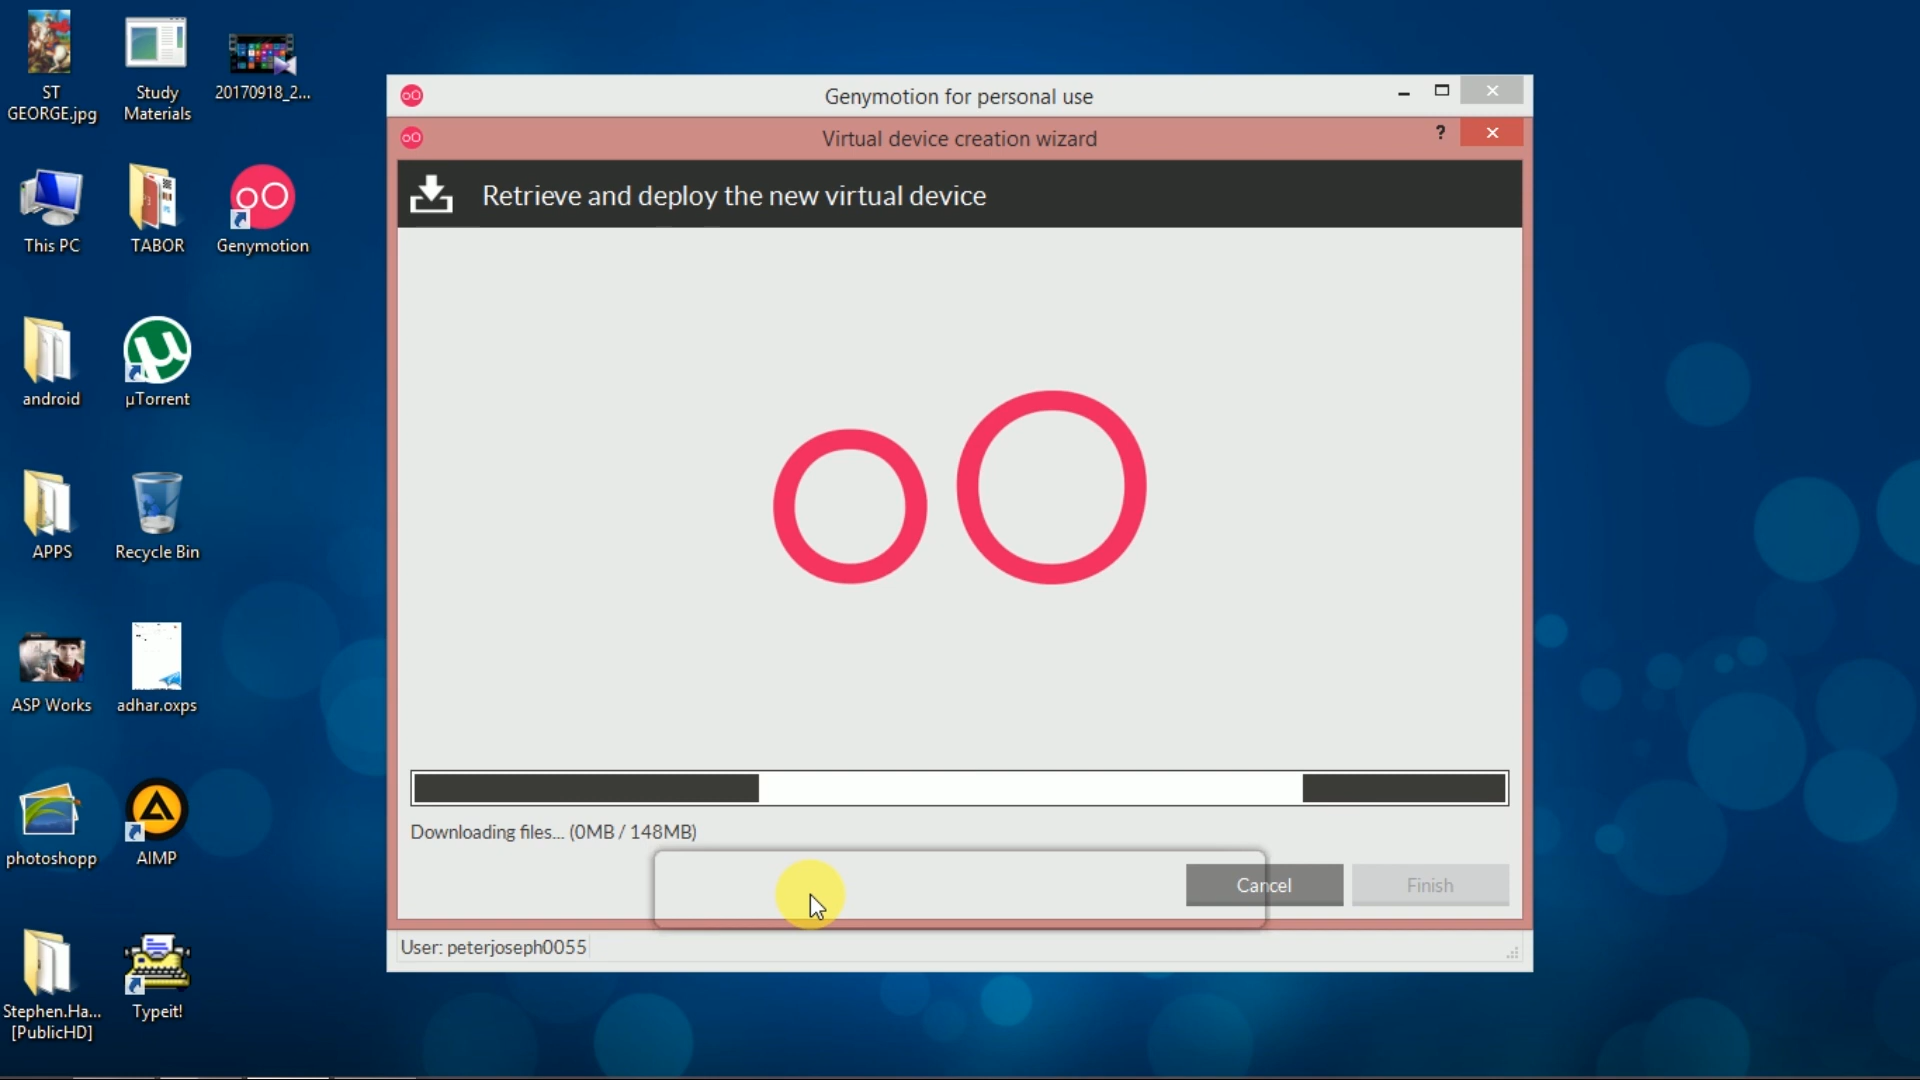 ST
GEORGE.jpg
Study
Materials
20170918_2...
This PC
TABOR
Genymotion
android
µTorrent
APPS
Recycle Bin
ASP Works
adhar.oxps
photoshopp
AIMP
Stephen.Ha...
[PublicHD]
Typeit!
Genymotion for personal use
Virtual device creation wizard
?
Retrieve and deploy the new virtual device
Downloading files... (0MB / 148MB)
Cancel
Finish
User: peterjoseph0055